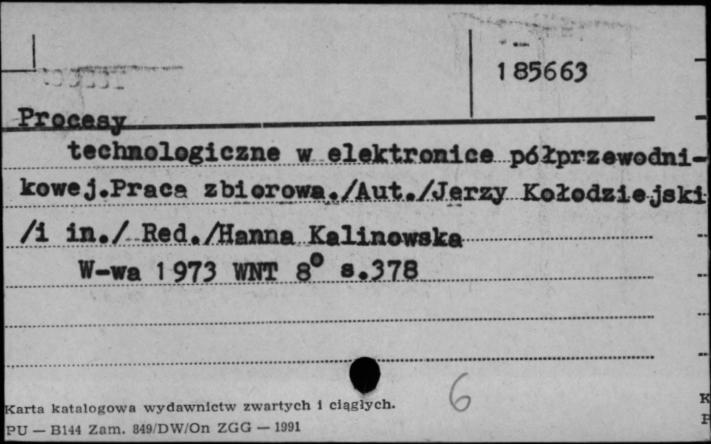 185663
Procesy
technologiczne w elektronice półprzewodni-
kowej.Praca zbiorowa./Aut./Jerzy Kołodziejski
/i in./ Red./Hanna Kalinowska
W-wa 1973 WNT 8° s.378
6
Karta katalogowa wydawnictw zwartych i ciągłych.
PU — B144 Zam. 849/DW/On ZGG — 1991